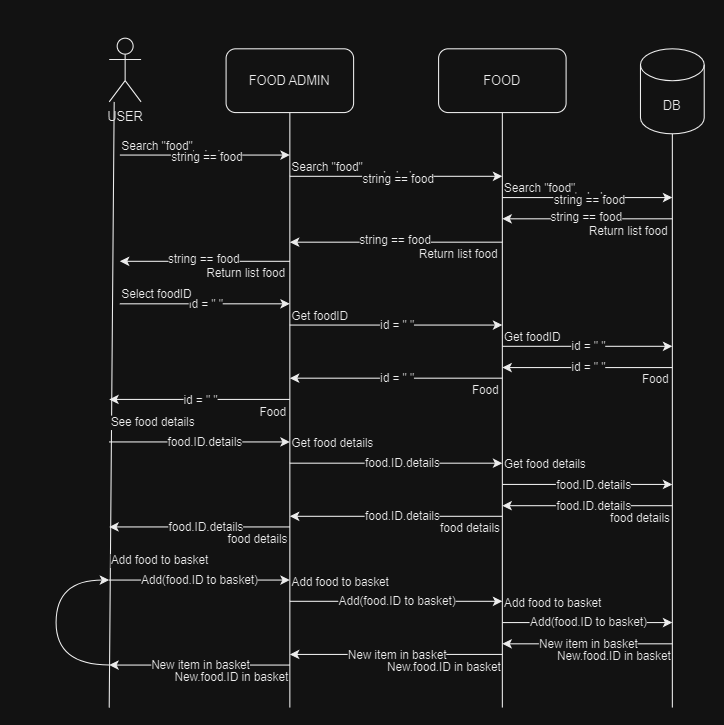 USER
FOOD ADMIN
FOOD
DB
Search "food"
string == food
Search "food"
string == food
Search "food"
string == food
string == food
Return list food
string == food
Return list food
string == food
Return list food
Select foodID
id = " "
Get foodID
id = " "
Get foodID
id = " "
id = " "
Food
id = " "
Food
id = " "
Food
See food details
food.ID.details
Get food details
food.ID.details
Get food details
food.ID.details
food.ID.details
food details
food.ID.details
food details
food.ID.details
food details
Add food to basket
Add(food.ID to basket)
Add food to basket
Add(food.ID to basket)
Add food to basket
Add(food.ID to basket)
New item in basket
New.food.ID in basket
New item in basket
New.food.ID in basket
New item in basket
New.food.ID in basket